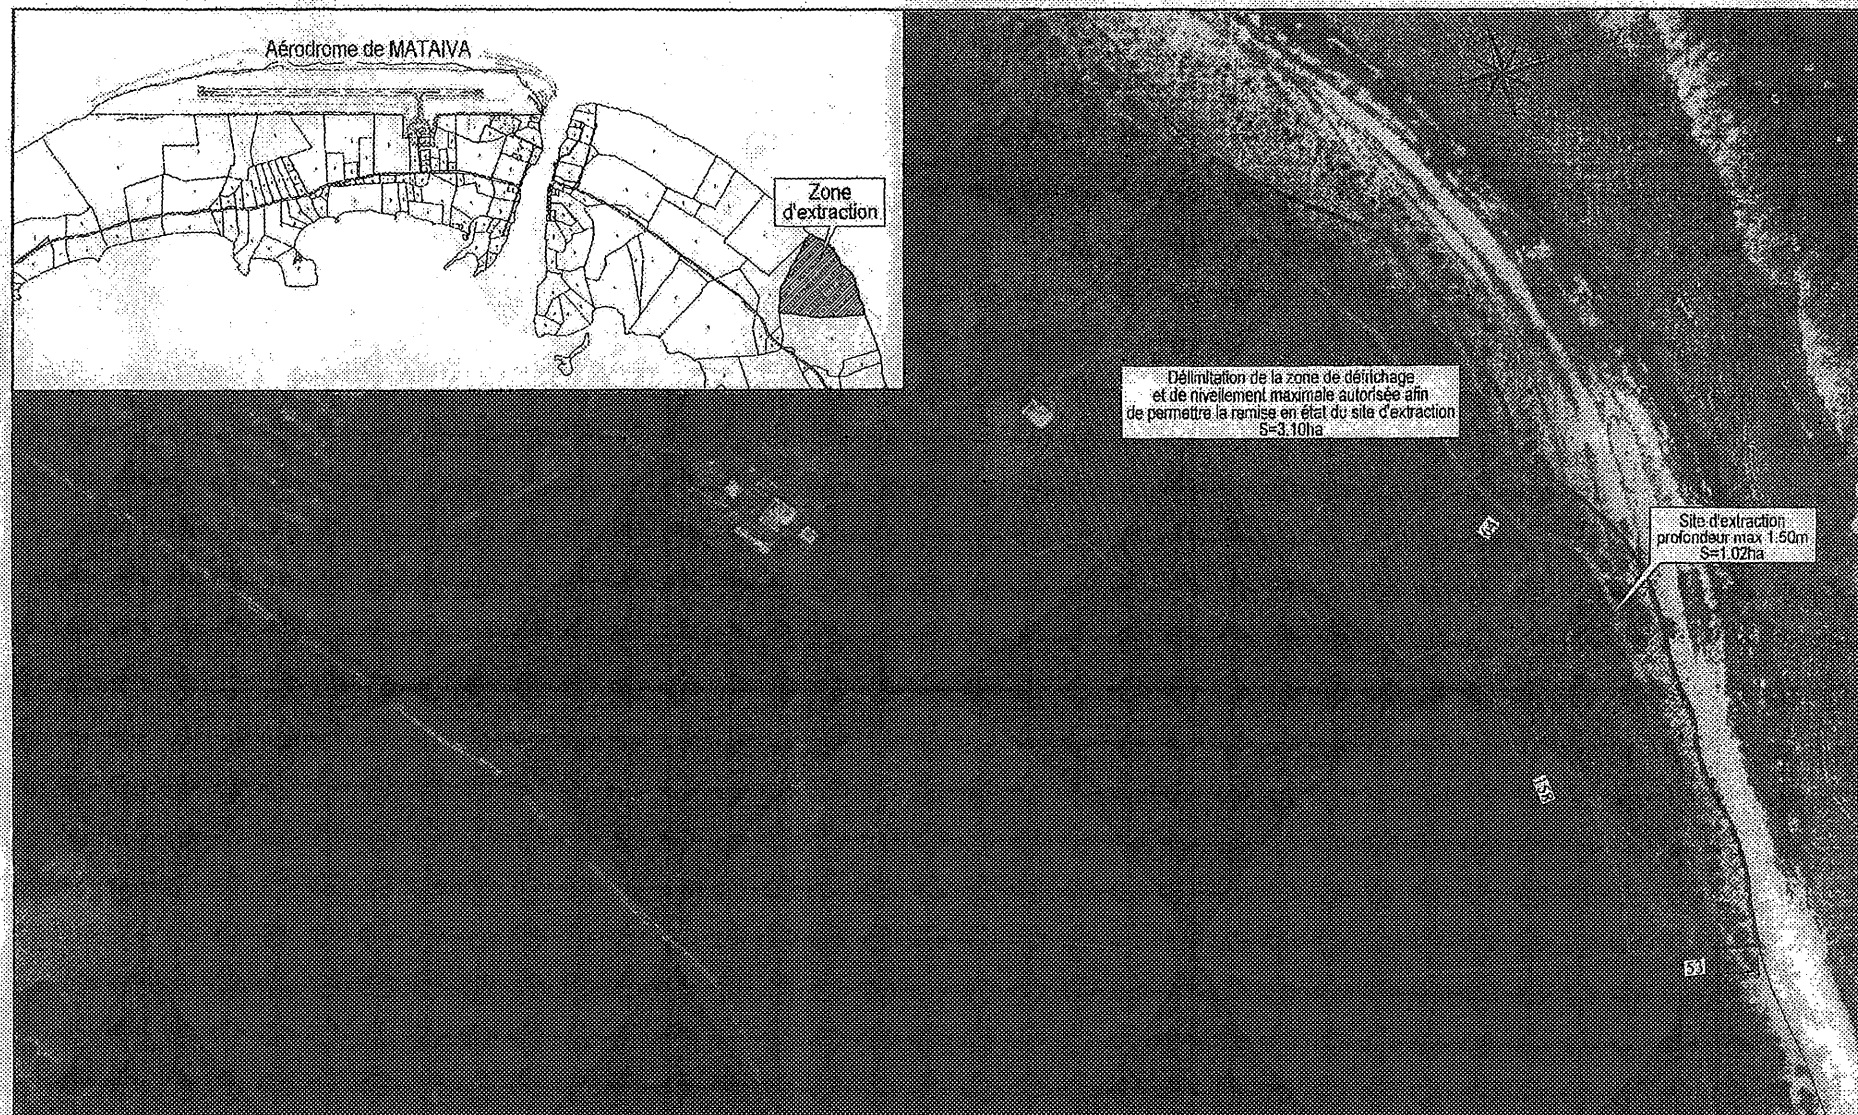 Aérodrome de MATAIVA
Zone
d'extraction
Délimitation de la zone de défrichage
et de nivellement maximale autorisée afin
de permettre la remise en état du site d'extraction
S=3.10ha
Site d'extraction
profondeur max 1.50m
S=1.02ha
53